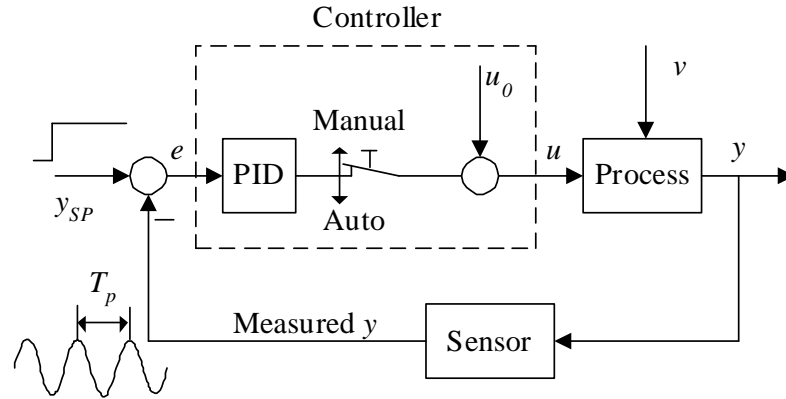 Controller
u0
v
Manual
e
PID
u
Process
y
ySP
Auto
Tp
Measured y
Sensor